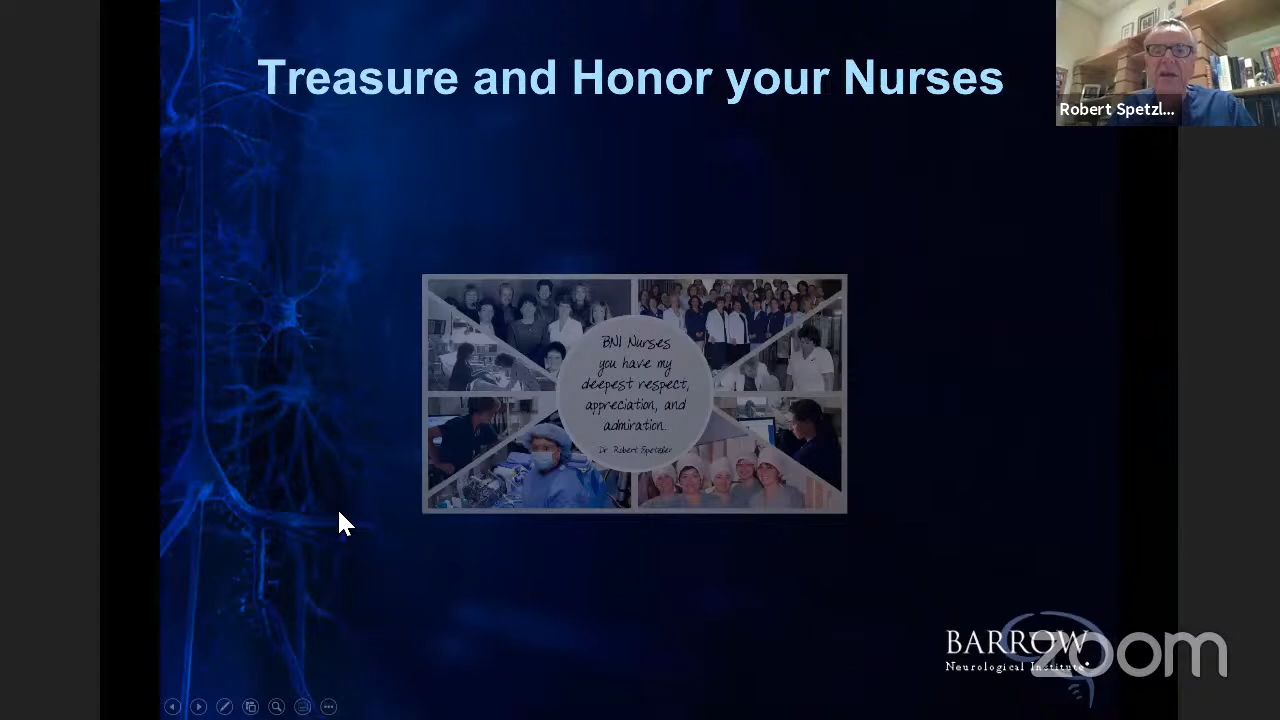 Treasure and Honor your Nurses
Robert Spetzl...
BNI Nurses
you have my
deepest respect,
appreciation, and
admiration.
Dr. Robert Spetzler
BARROW
Neurological Institute
zoom